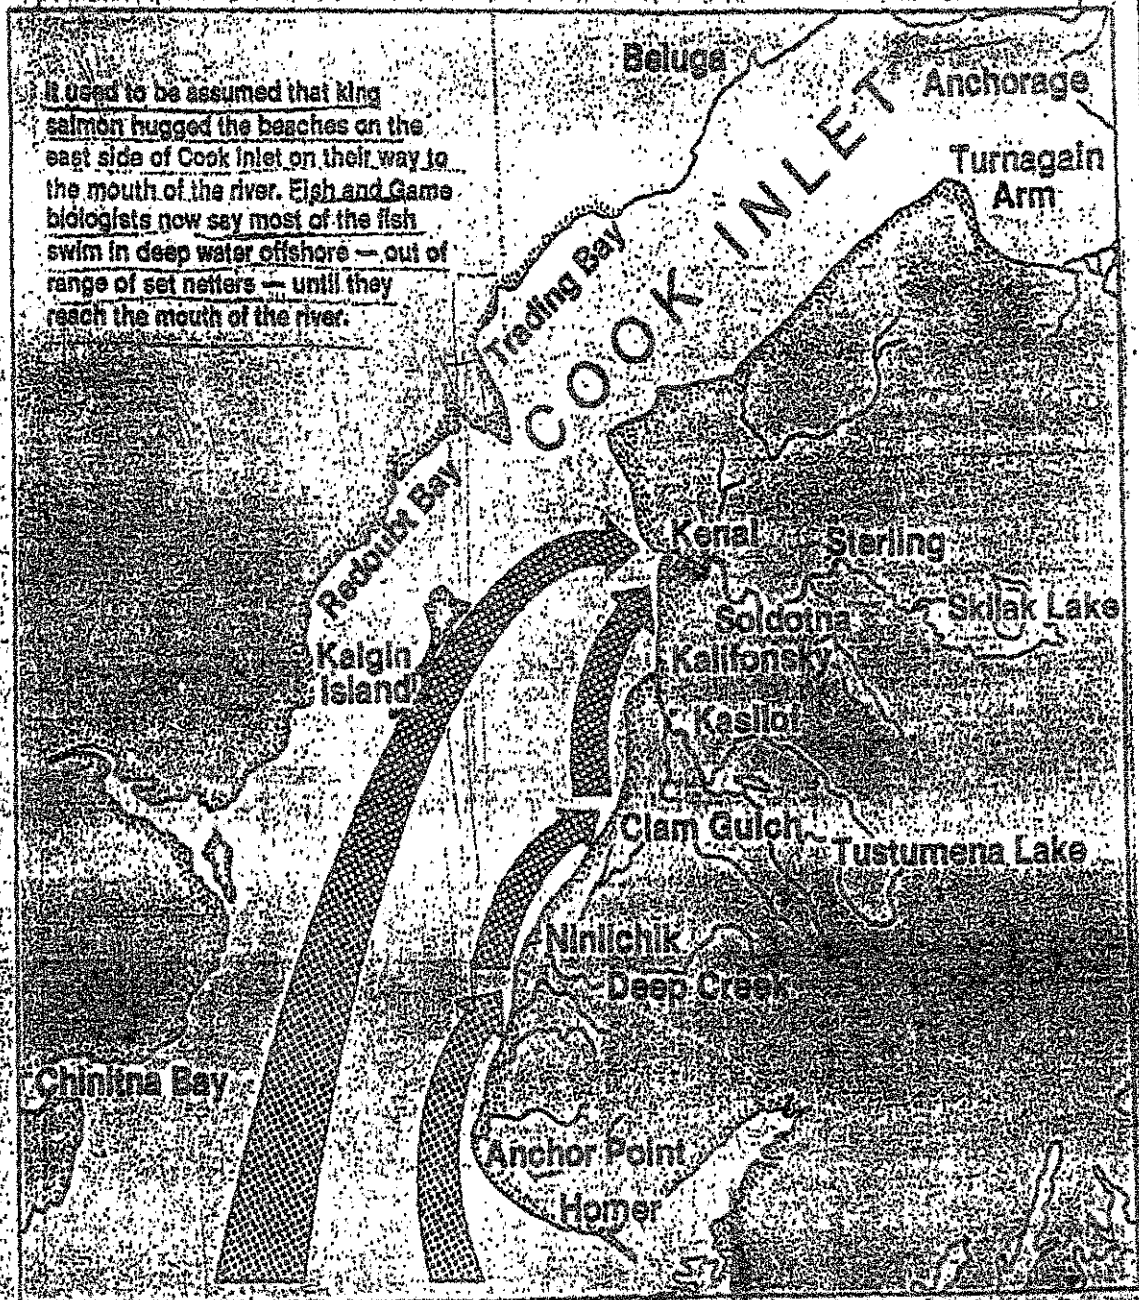 It used to be assumed that king
salmon hugged the beaches on the
east side of Cook Inlet on their way to
the mouth of the river. Fish and Game
biologists now say most of the fish
swim in deep water offshore — out of
range of set netters — until they
reach the mouth of the river.
Beluga
Anchorage
Turnagain
Arm
COOK INLET
Trading Bay
Redoubt Bay
Kenai
Sterling
Skilak Lake
Soldotna
Kalgin
Island
Kalifonsky
Kasilof
Clam Gulch
Tustumena Lake
Ninilchik
Deep Creek
Chinitna Bay
Anchor Point
Homer